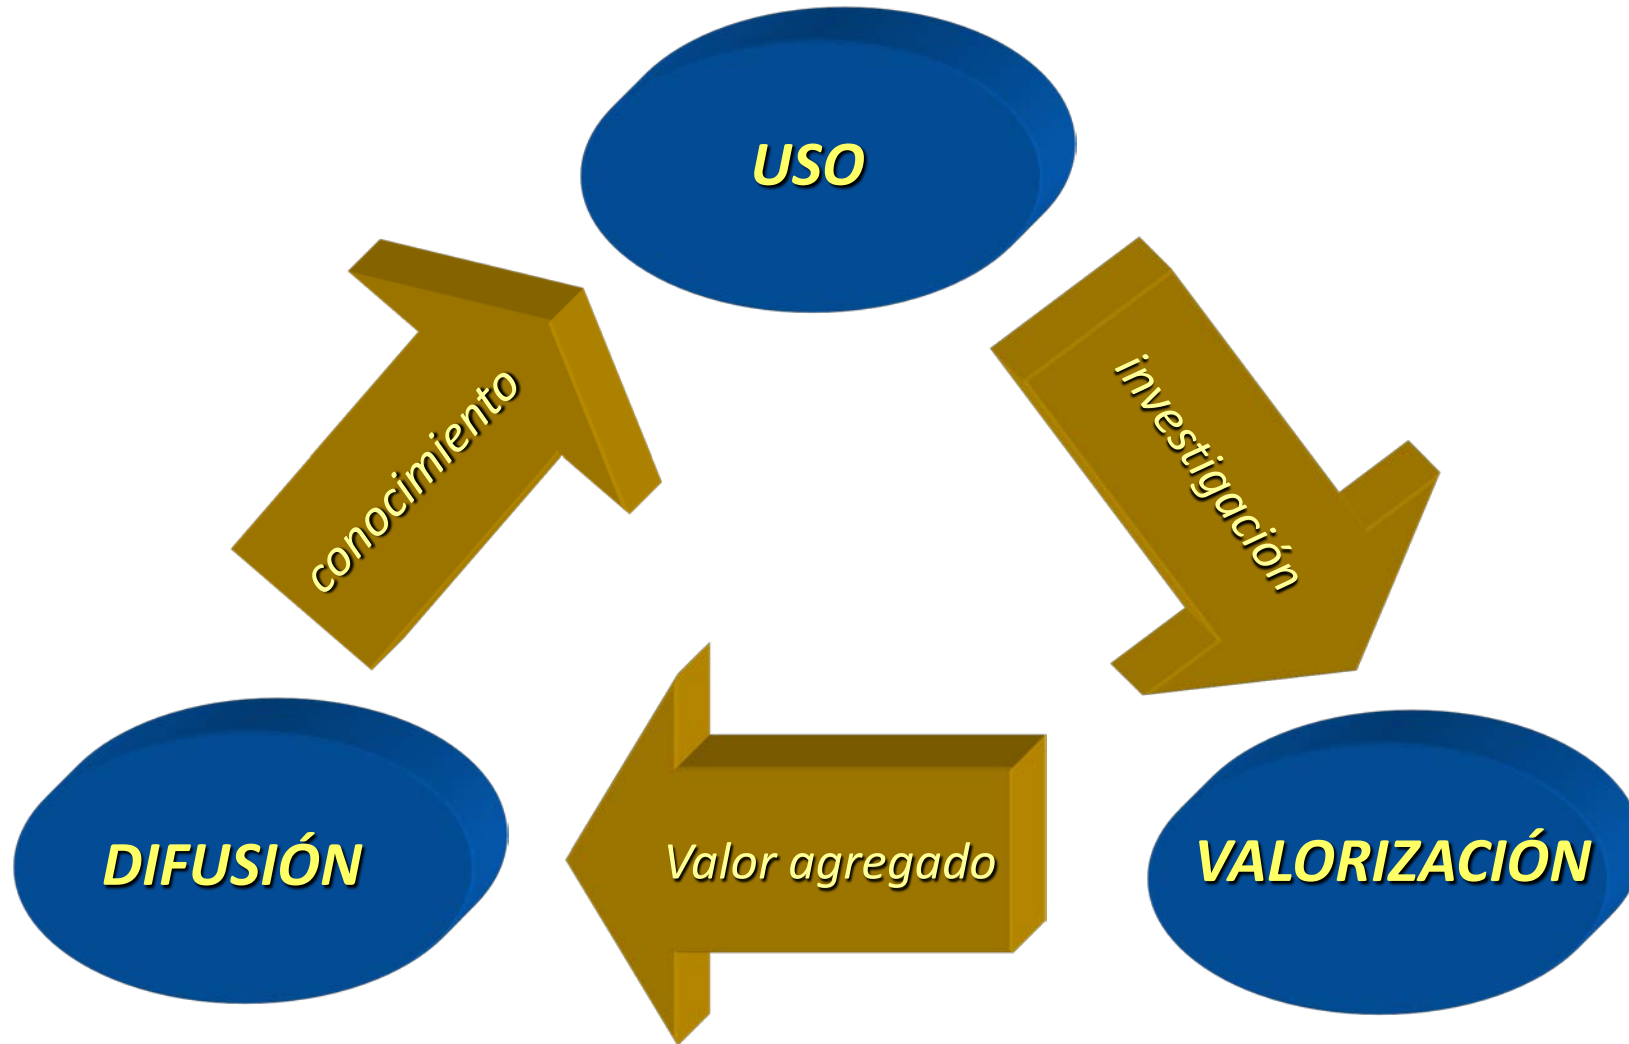 USO
conocimiento
investigación
Valor agregado
DIFUSIÓN
VALORIZACIÓN